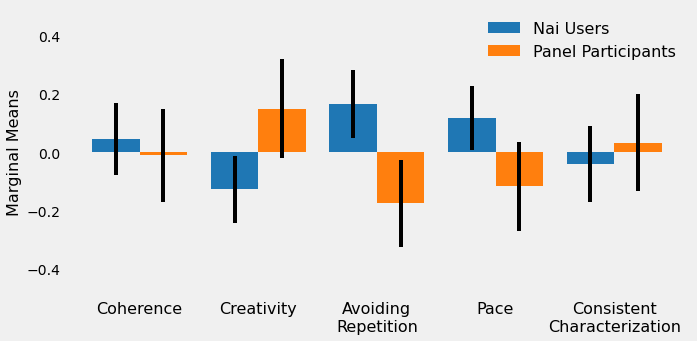 Nai Users
Panel Participants
Marginal Means
0.4
0.2
0.0
−0.2
−0.4
Coherence
Creativity
Avoiding
Repetition
Pace
Consistent
Characterization